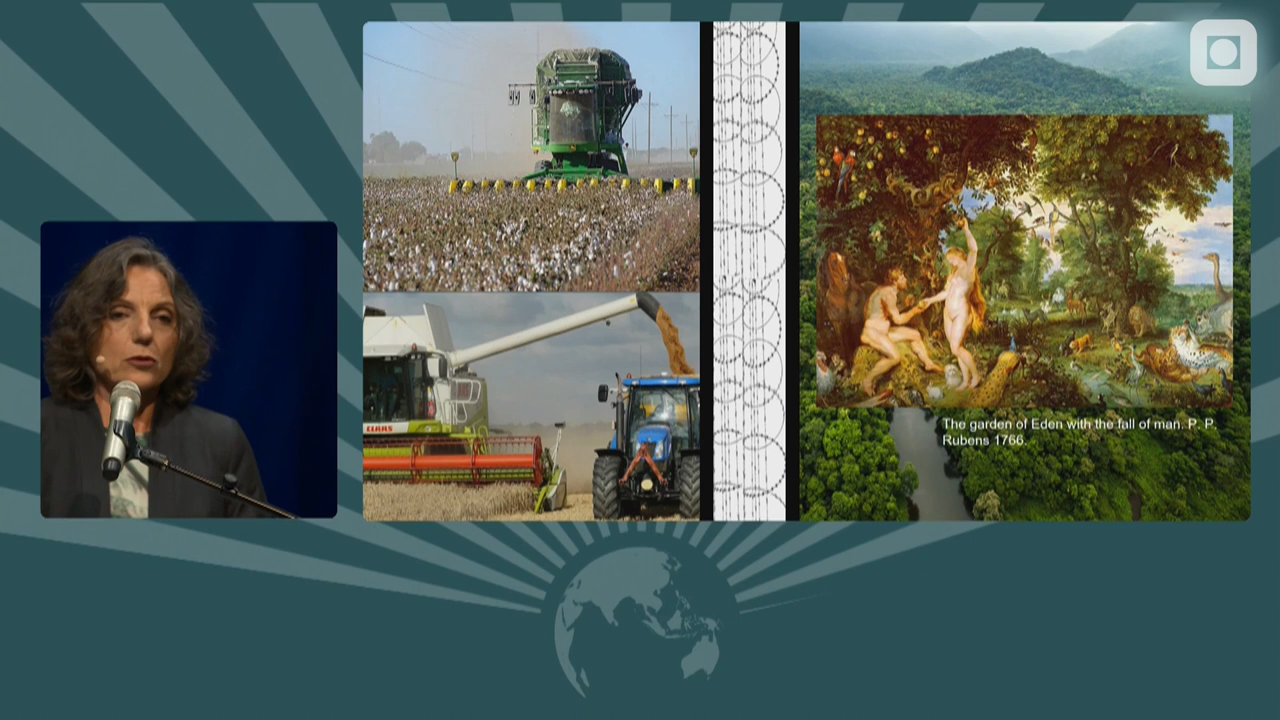 CLAAS
The garden of Eden with the fall of man. P. P.
Rubens 1766.